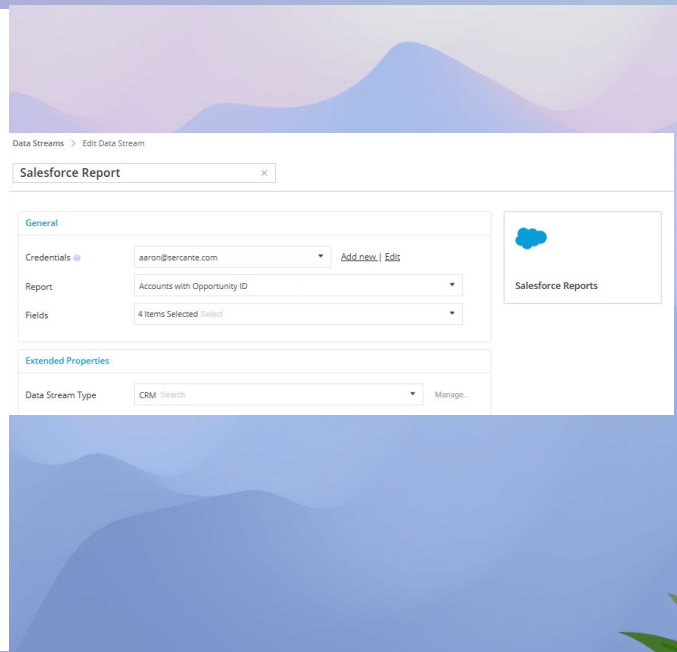 Data Streams > Edit Data Stream
Salesforce Report ×
General
Credentials aaron@sercante.com Add new | Edit
Report Accounts with Opportunity ID
Fields 4 Items Selected Select
Salesforce Reports
Extended Properties
Data Stream Type CRM Search Manage...